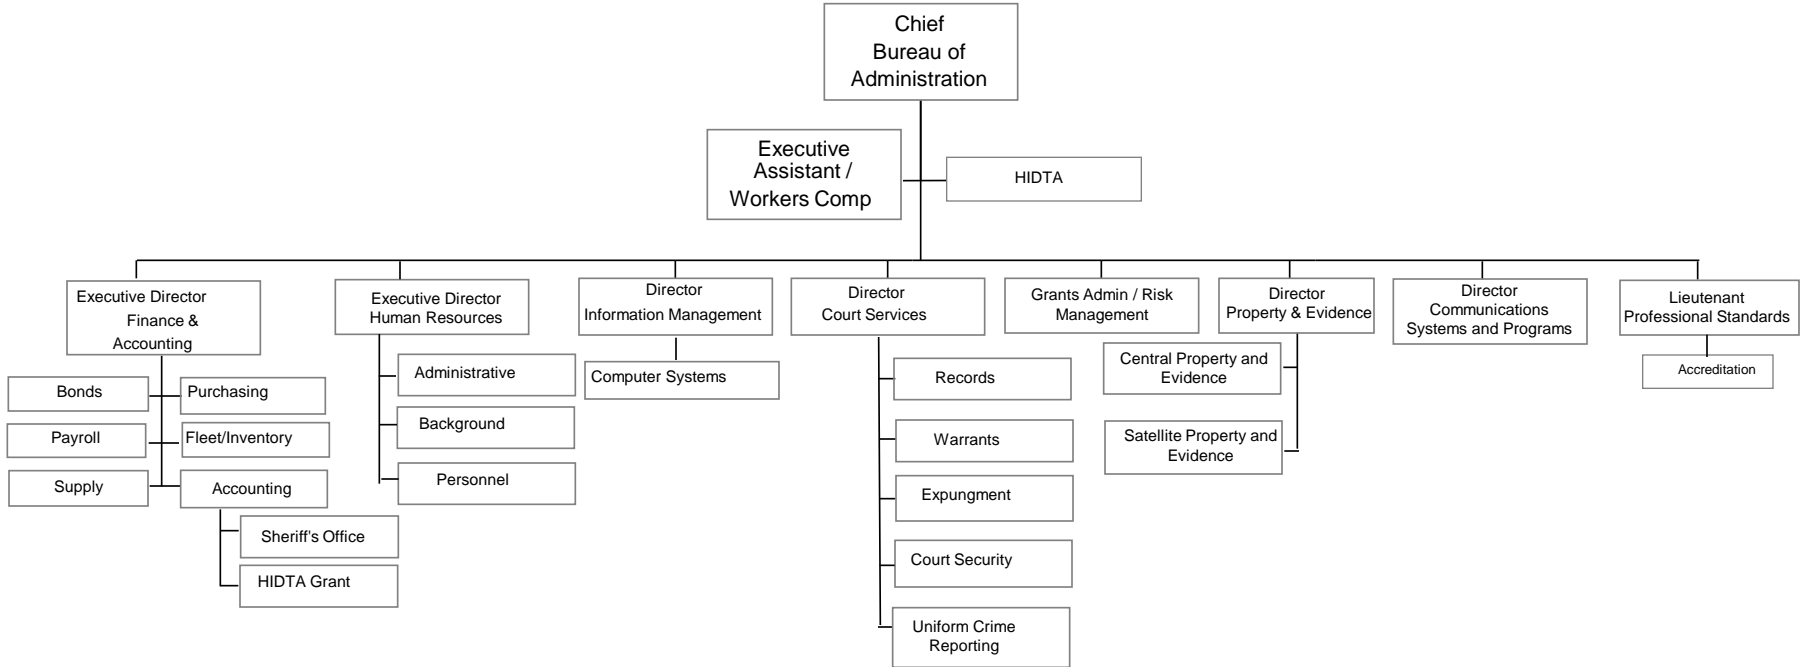 Chief
Bureau of
Administration
Executive
Assistant /
Workers Comp
HIDTA
Executive Director
Finance &
Accounting
Executive Director
Human Resources
Director
Information Management
Director
Court Services
Grants Admin / Risk
Management
Director
Property & Evidence
Director
Communications
Systems and Programs
Lieutenant
Professional Standards
Bonds
Purchasing
Payroll
Fleet/Inventory
Supply
Accounting
Sheriff's Office
HIDTA Grant
Administrative
Background
Personnel
Computer Systems
Records
Warrants
Expungment
Court Security
Uniform Crime
Reporting
Central Property and
Evidence
Satellite Property and
Evidence
Accreditation